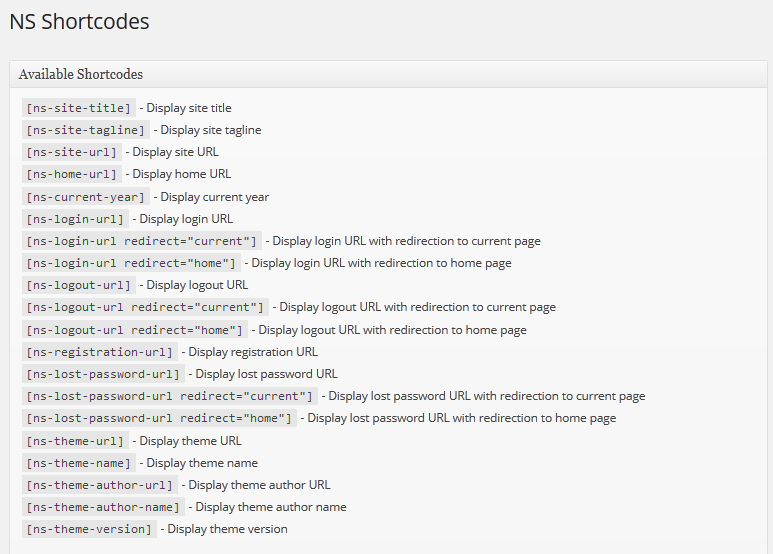 NS Shortcodes
Available Shortcodes
[ns-site-title] - Display site title
[ns-site-tagline] - Display site tagline
[ns-site-url] - Display site URL
[ns-home-url] - Display home URL
[ns-current-year] - Display current year
[ns-login-url] - Display login URL
[ns-login-url redirect="current"] - Display login URL with redirection to current page
[ns-login-url redirect="home"] - Display login URL with redirection to home page
[ns-logout-url] - Display logout URL
[ns-logout-url redirect="current"] - Display logout URL with redirection to current page
[ns-logout-url redirect="home"] - Display logout URL with redirection to home page
[ns-registration-url] - Display registration URL
[ns-lost-password-url] - Display lost password URL
[ns-lost-password-url redirect="current"] - Display lost password URL with redirection to current page
[ns-lost-password-url redirect="home"] - Display lost password URL with redirection to home page
[ns-theme-url] - Display theme URL
[ns-theme-name] - Display theme name
[ns-theme-author-url] - Display theme author URL
[ns-theme-author-name] - Display theme author name
[ns-theme-version] - Display theme version